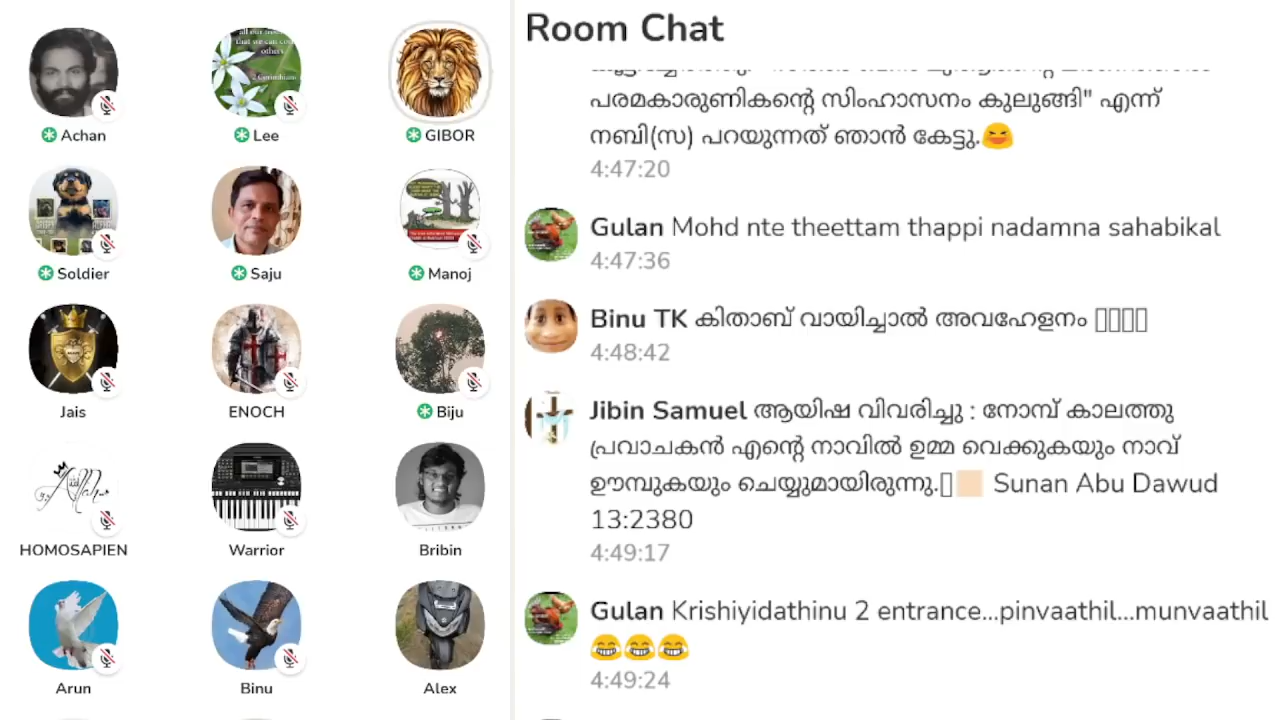 Achan
Lee
GIBOR
Soldier
Saju
Manoj
Jais
ENOCH
Biju
HOMOSAPIEN
Warrior
Bribin
Arun
Binu
Alex
Room Chat
പരമകാരുണികന്റെ സിംഹാസനം കുലുങ്ങി" എന്ന്
നബി(സ) പറയുന്നത് ഞാൻ കേട്ടു.😆
4:47:20
Gulan Mohd nte theettam thappi nadamna sahabikal
4:47:36
Binu TK കിതാബ് വായിച്ചാൽ അവഹേളനം
4:48:42
Jibin Samuel ആയിഷ വിവരിച്ചു : നോമ്പ് കാലത്തു
പ്രവാചകൻ എന്റെ നാവിൽ ഉമ്മ വെക്കുകയും നാവ്
ഊമ്പുകയും ചെയ്യുമായിരുന്നു. Sunan Abu Dawud
13:2380
4:49:17
Gulan Krishiyidathinu 2 entrance...pinvaathil...munvaathil
😂😂😂
4:49:24